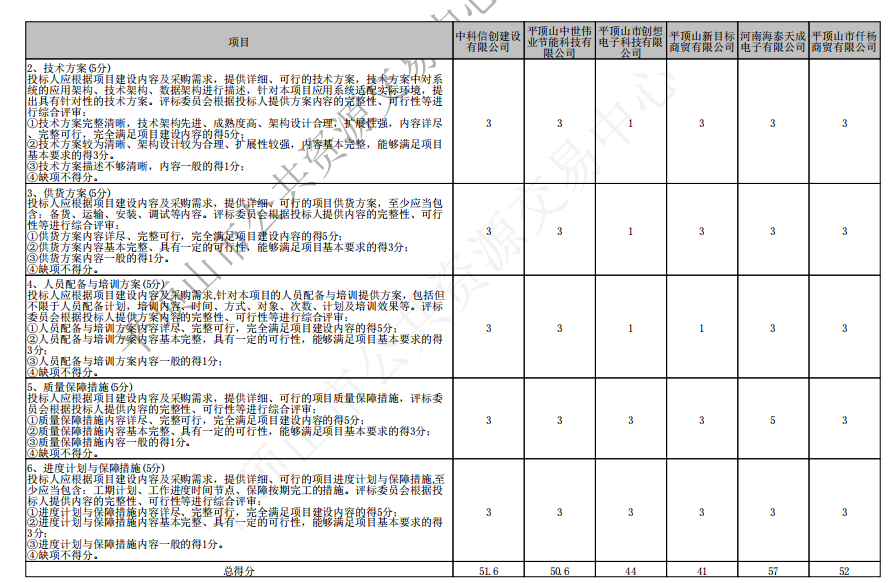 项目
中科信创建设
有限公司
平顶山中世伟
业节能科技有
限公司
平顶山市创想
电子科技有限
公司
平顶山新目标
商贸有限公司
河南海泰天成
电子有限公司
平顶山市仟杨
商贸有限公司
2、技术方案(5分)
投标人应根据项目建设内容及采购需求，提供详细、可行的技术方案，技术方案中对系
统的应用架构、技术架构、数据架构进行描述，针对本项目应用系统适配实际环境，提
出具有针对性的技术方案。评标委员会根据投标人提供方案内容的完整性、可行性等进
行综合评审：
①技术方案完整清晰，技术架构先进、成熟度高、架构设计合理，扩展性强，内容详尽
、完整可行，完全满足项目建设内容的得5分；
②技术方案较为清晰、架构设计较为合理、扩展性较强，内容基本完整，能够满足项目
基本要求的得3分。
③技术方案描述不够清晰，内容一般的得1分；
④缺项不得分。
3 3 1 3 3 3
3、供货方案(5分)
投标人应根据项目建设内容及采购需求，提供详细、可行的项目供货方案，至少应当包
含：备货、运输、安装、调试等内容。评标委员会根据投标人提供内容的完整性、可行
性等进行综合评审：
①供货方案内容详尽、完整可行，完全满足项目建设内容的得5分；
②供货方案内容基本完整、具有一定的可行性，能够满足项目基本要求的得3分；
③供货方案内容一般的得1分。
④缺项不得分。
3 3 1 3 3 3
4、人员配备与培训方案(5分)
投标人应根据项目建设内容及采购需求,针对本项目的人员配备与培训提供方案，包括但
不限于人员配备计划，培训内容、时间、方式、对象、次数、计划及培训效果等。评标
委员会根据投标人提供方案内容的完整性、可行性等进行综合评审：
①人员配备与培训方案内容详尽、完整可行，完全满足项目建设内容的得5分；
②人员配备与培训方案内容基本完整，具有一定的可行性，能够满足项目基本要求的得
3分；
③人员配备与培训方案内容一般的得1分；
④缺项不得分。
3 3 1 1 3 3
5、质量保障措施(5分)
投标人应根据项目建设内容及采购需求，提供详细、可行的项目质量保障措施，评标委
员会根据投标人提供内容的完整性、可行性等进行综合评审：
①质量保障措施内容详尽、完整可行，完全满足项目建设内容的得5分；
②质量保障措施内容基本完整、具有一定的可行性，能够满足项目基本要求的得3分；
③质量保障措施内容一般的得1分。
④缺项不得分。
3 3 3 3 5 3
6、进度计划与保障措施(5分)
投标人应根据项目建设内容及采购需求，提供详细、可行的项目进度计划与保障措施,至
少应当包含：工期计划、工作进度时间节点、保障按期完工的措施。评标委员会根据投
标人提供内容的完整性、可行性等进行综合评审：
①进度计划与保障措施内容详尽、完整可行，完全满足项目建设内容的得5分；
②进度计划与保障措施内容基本完整、具有一定的可行性，能够满足项目基本要求的得
3分；
③进度计划与保障措施内容一般的得1分。
④缺项不得分。
3 3 3 3 3 3
总得分 51.6 50.6 44 41 57 52
平顶山市公共资源交易中心
顶山市公共资源交易中心